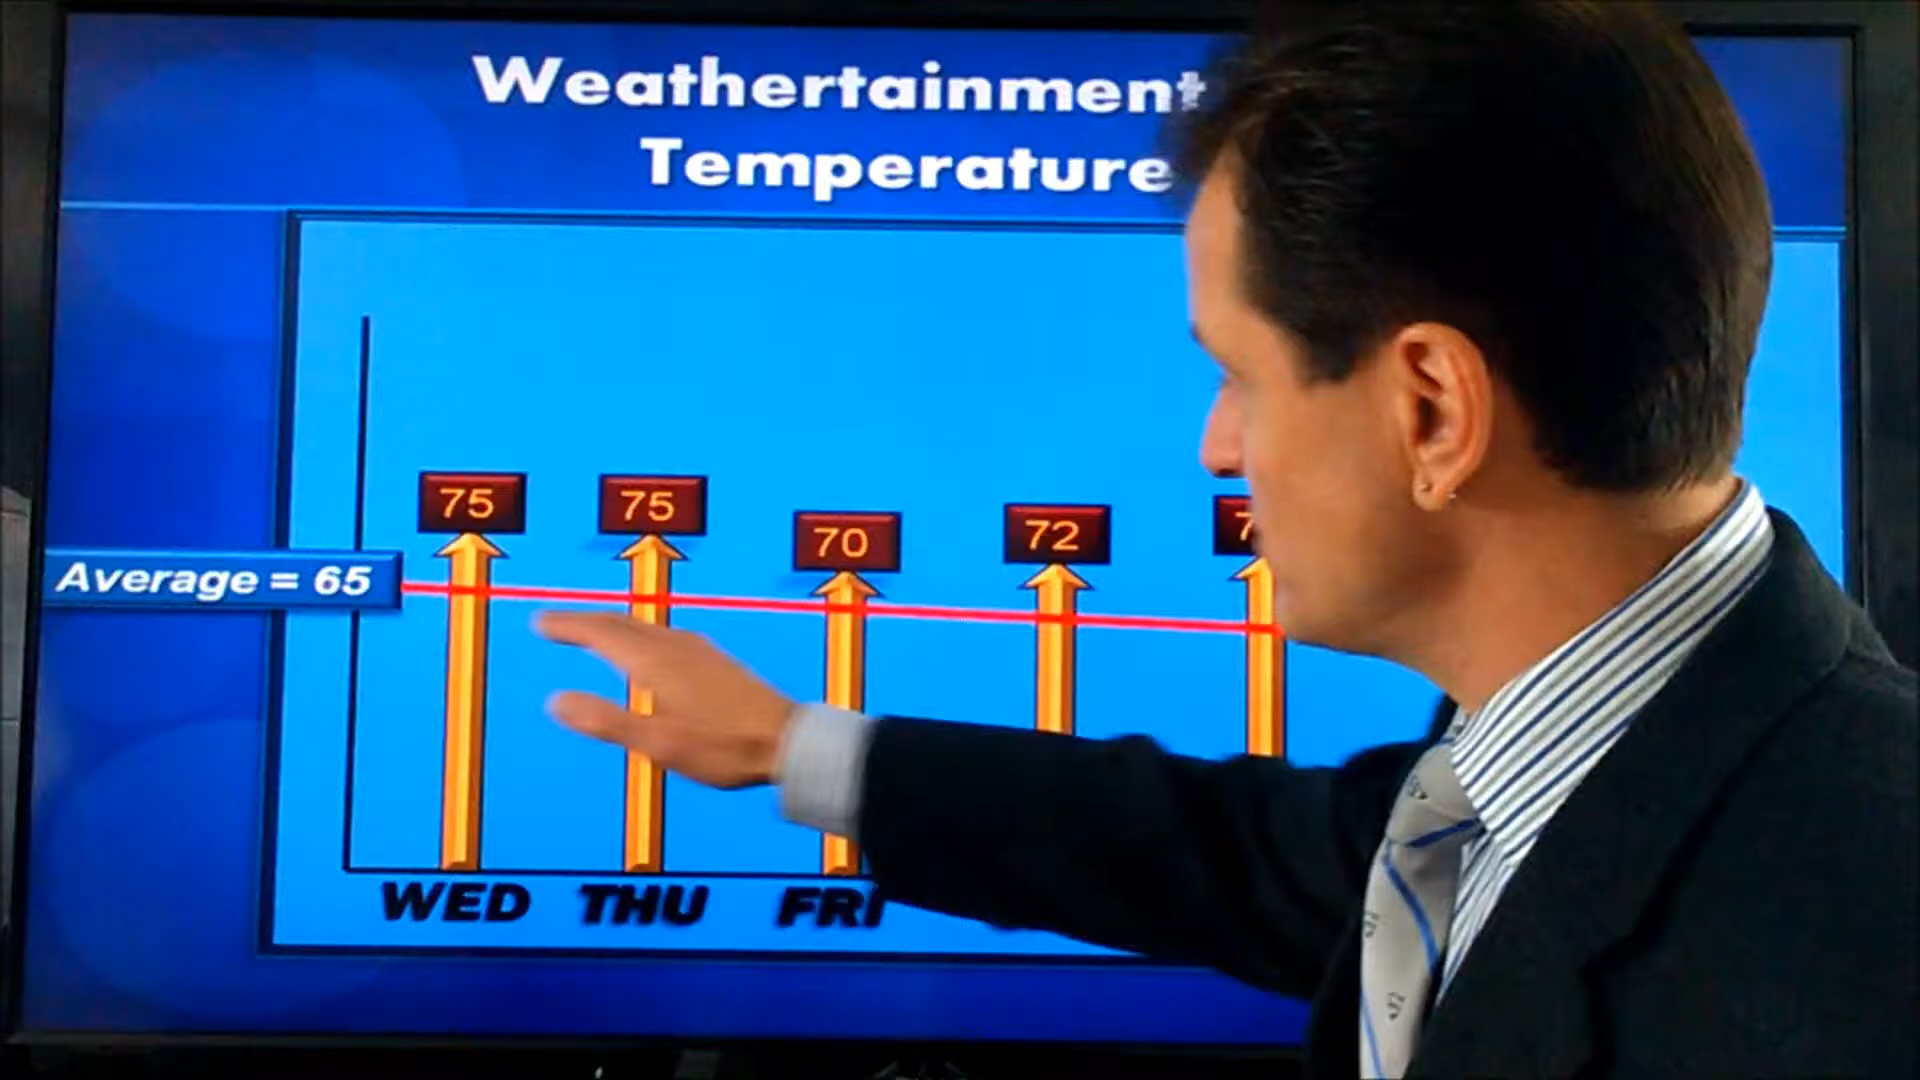 Weathertainment
Temperature
75 75 70 72
Average = 65
WED THU FRI